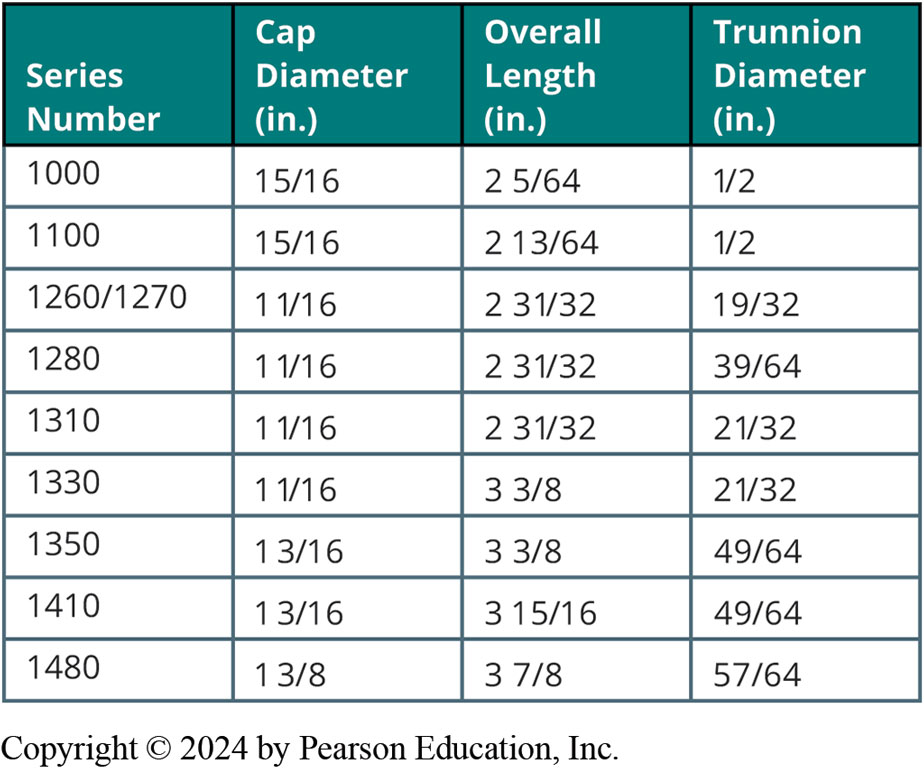 Series Number Cap Diameter (in.) Overall Length (in.) Trunnion Diameter (in.)
1000 15/16 2 5/64 1/2
1100 15/16 2 13/64 1/2
1260/1270 1 1/16 2 31/32 19/32
1280 1 1/16 2 31/32 39/64
1310 1 1/16 2 31/32 21/32
1330 1 1/16 3 3/8 21/32
1350 1 3/16 3 3/8 49/64
1410 1 3/16 3 15/16 49/64
1480 1 3/8 3 7/8 57/64
Copyright © 2024 by Pearson Education, Inc.